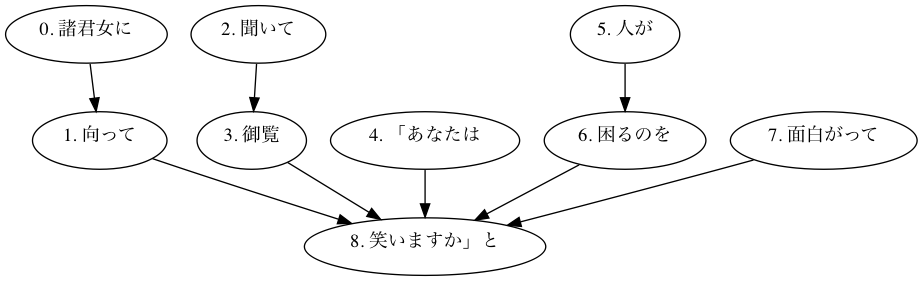 0. 諸君女に
2. 聞いて
5. 人が
1. 向って
3. 御覧
4. 「あなたは
6. 困るのを
7. 面白がって
8. 笑いますか」と